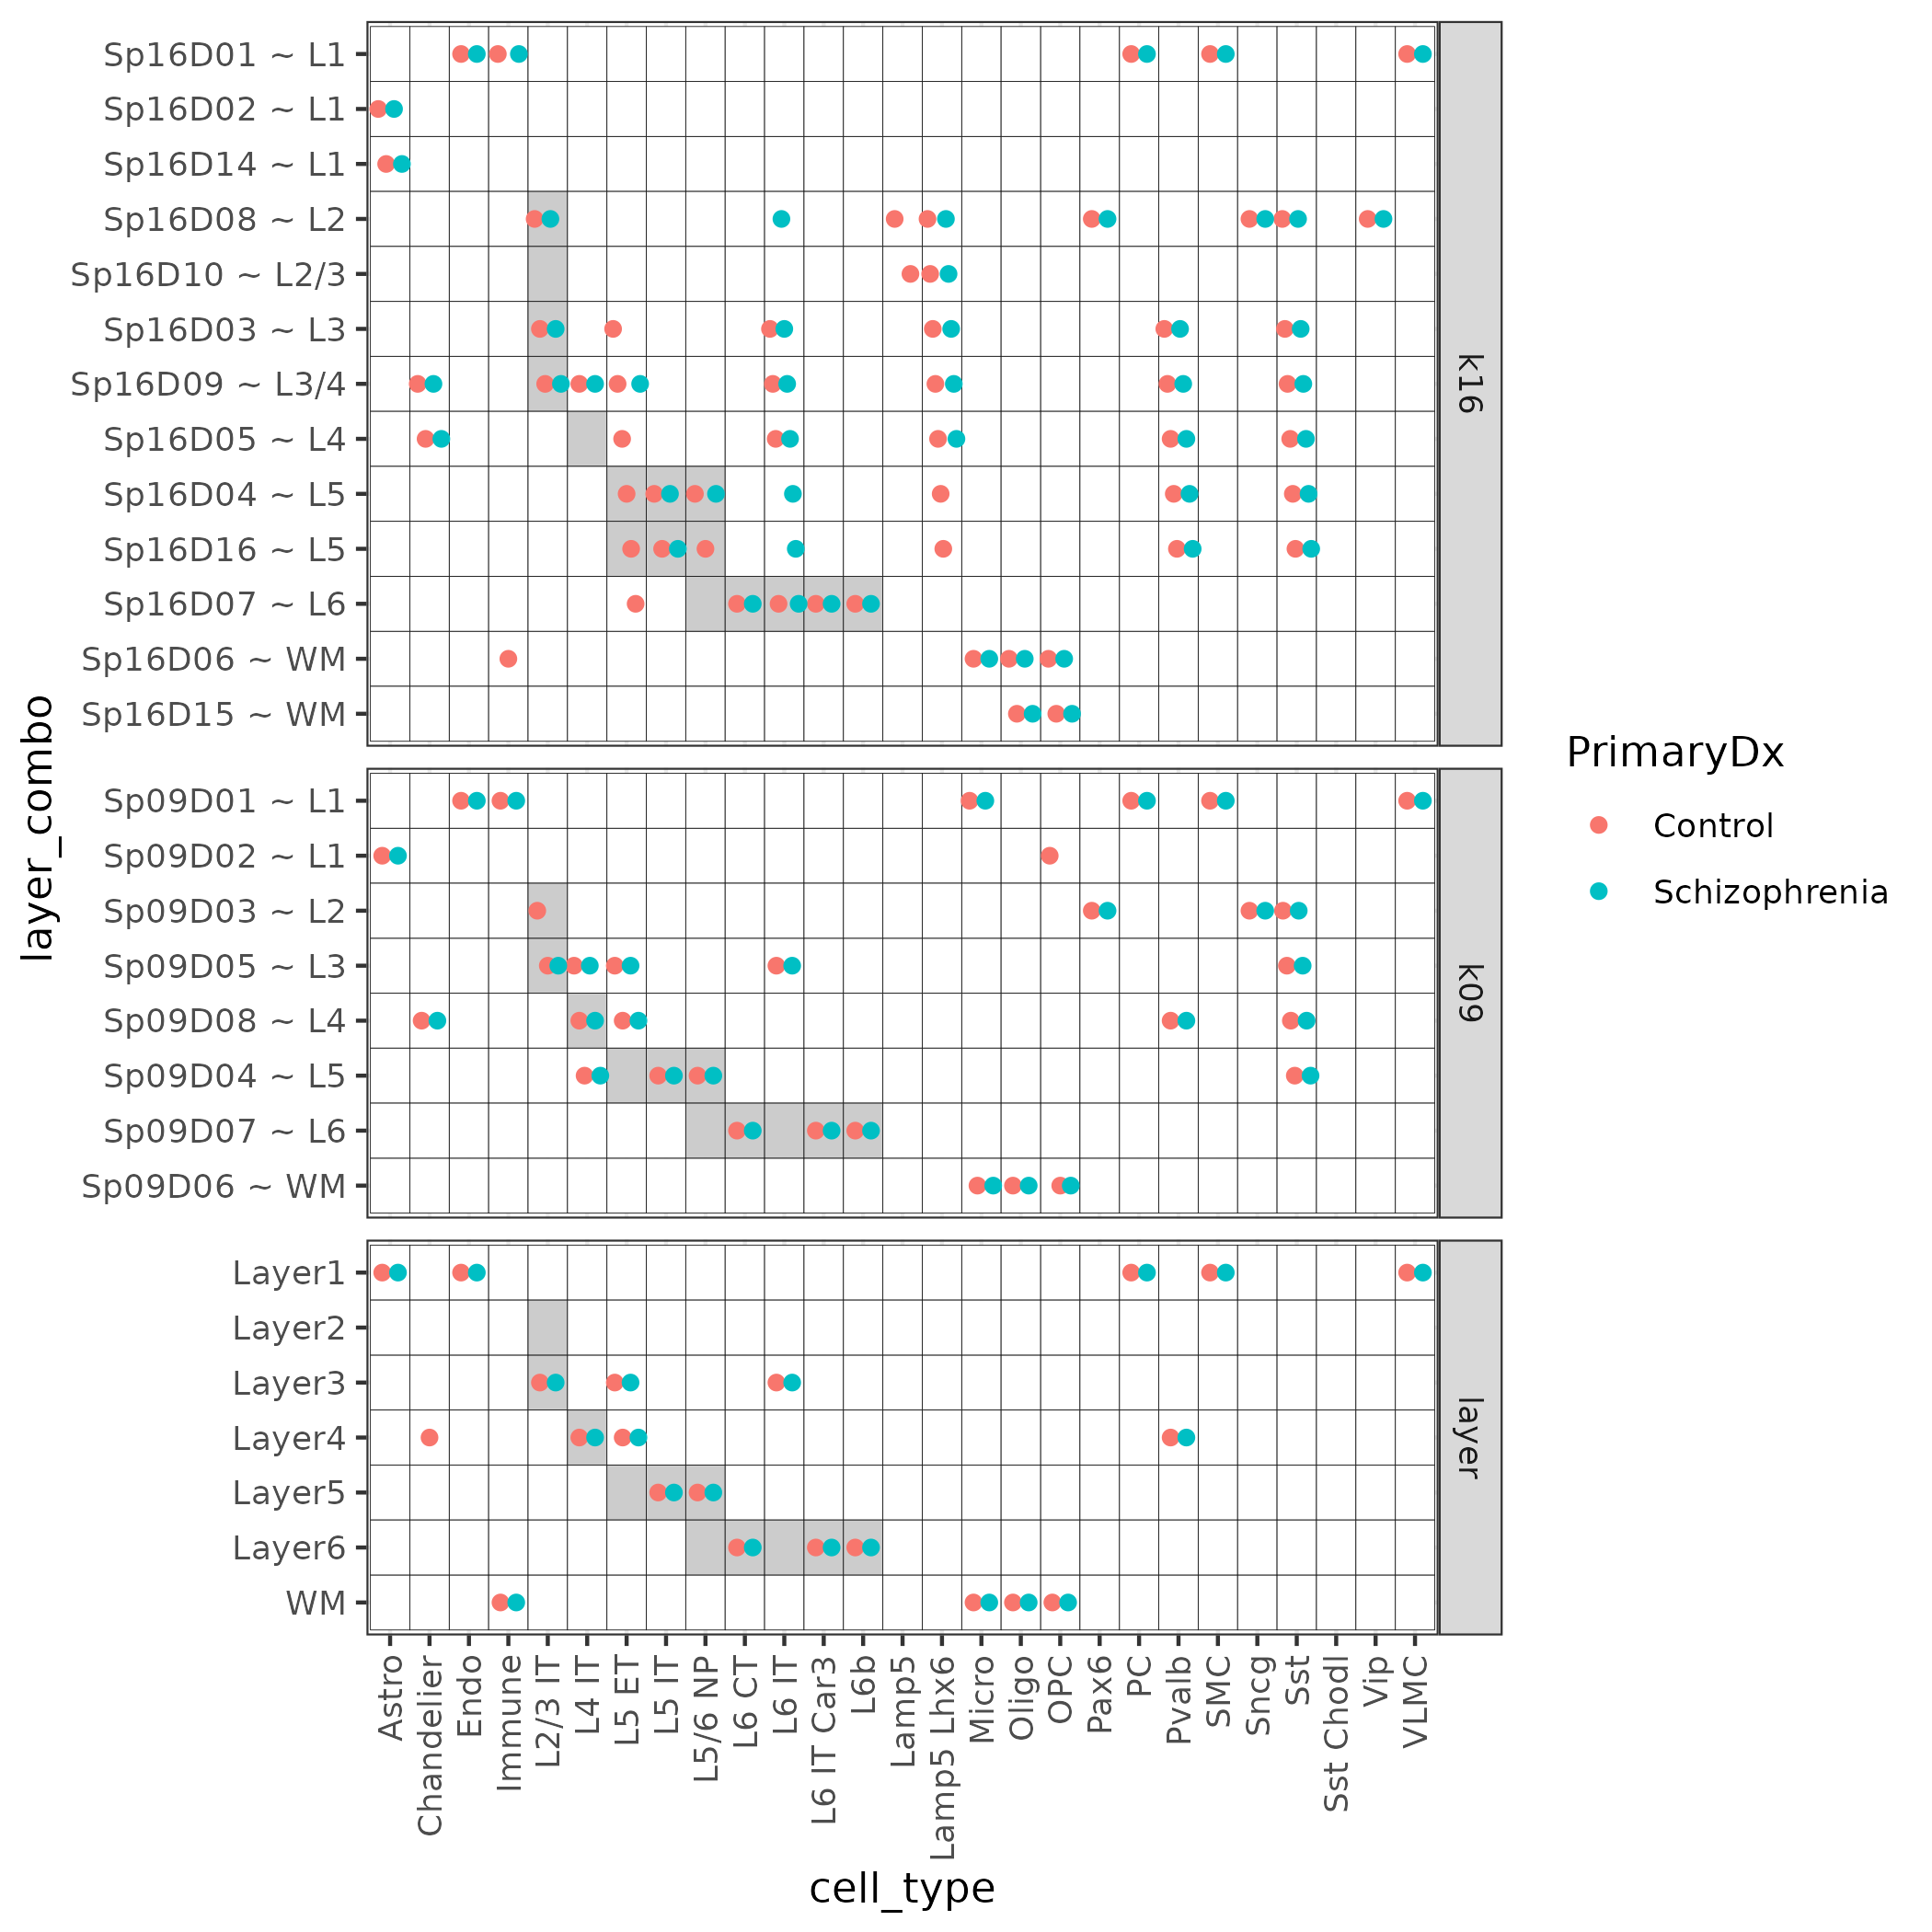 Sp16D01 ~ L1
Sp16D02 ~ L1
Sp16D14 ~ L1
Sp16D08 ~ L2
Sp16D10 ~ L2/3
Sp16D03 ~ L3
Sp16D09 ~ L3/4
Sp16D05 ~ L4
Sp16D04 ~ L5
Sp16D16 ~ L5
Sp16D07 ~ L6
Sp16D06 ~ WM
Sp16D15 ~ WM
k16
Sp09D01 ~ L1
Sp09D02 ~ L1
Sp09D03 ~ L2
Sp09D05 ~ L3
Sp09D08 ~ L4
Sp09D04 ~ L5
Sp09D07 ~ L6
Sp09D06 ~ WM
k09
Layer1
Layer2
Layer3
Layer4
Layer5
Layer6
WM
layer
layer_combo
Astro
Chandelier
Endo
Immune
L2/3 IT
L4 IT
L5 ET
L5 IT
L5/6 NP
L6 CT
L6 IT
L6 IT Car3
L6b
Lamp5
Lamp5 Lhx6
Micro
Oligo
OPC
Pax6
PC
Pvalb
SMC
Sncg
Sst
Sst Chodl
Vip
VLMC
cell_type
PrimaryDx
Control
Schizophrenia